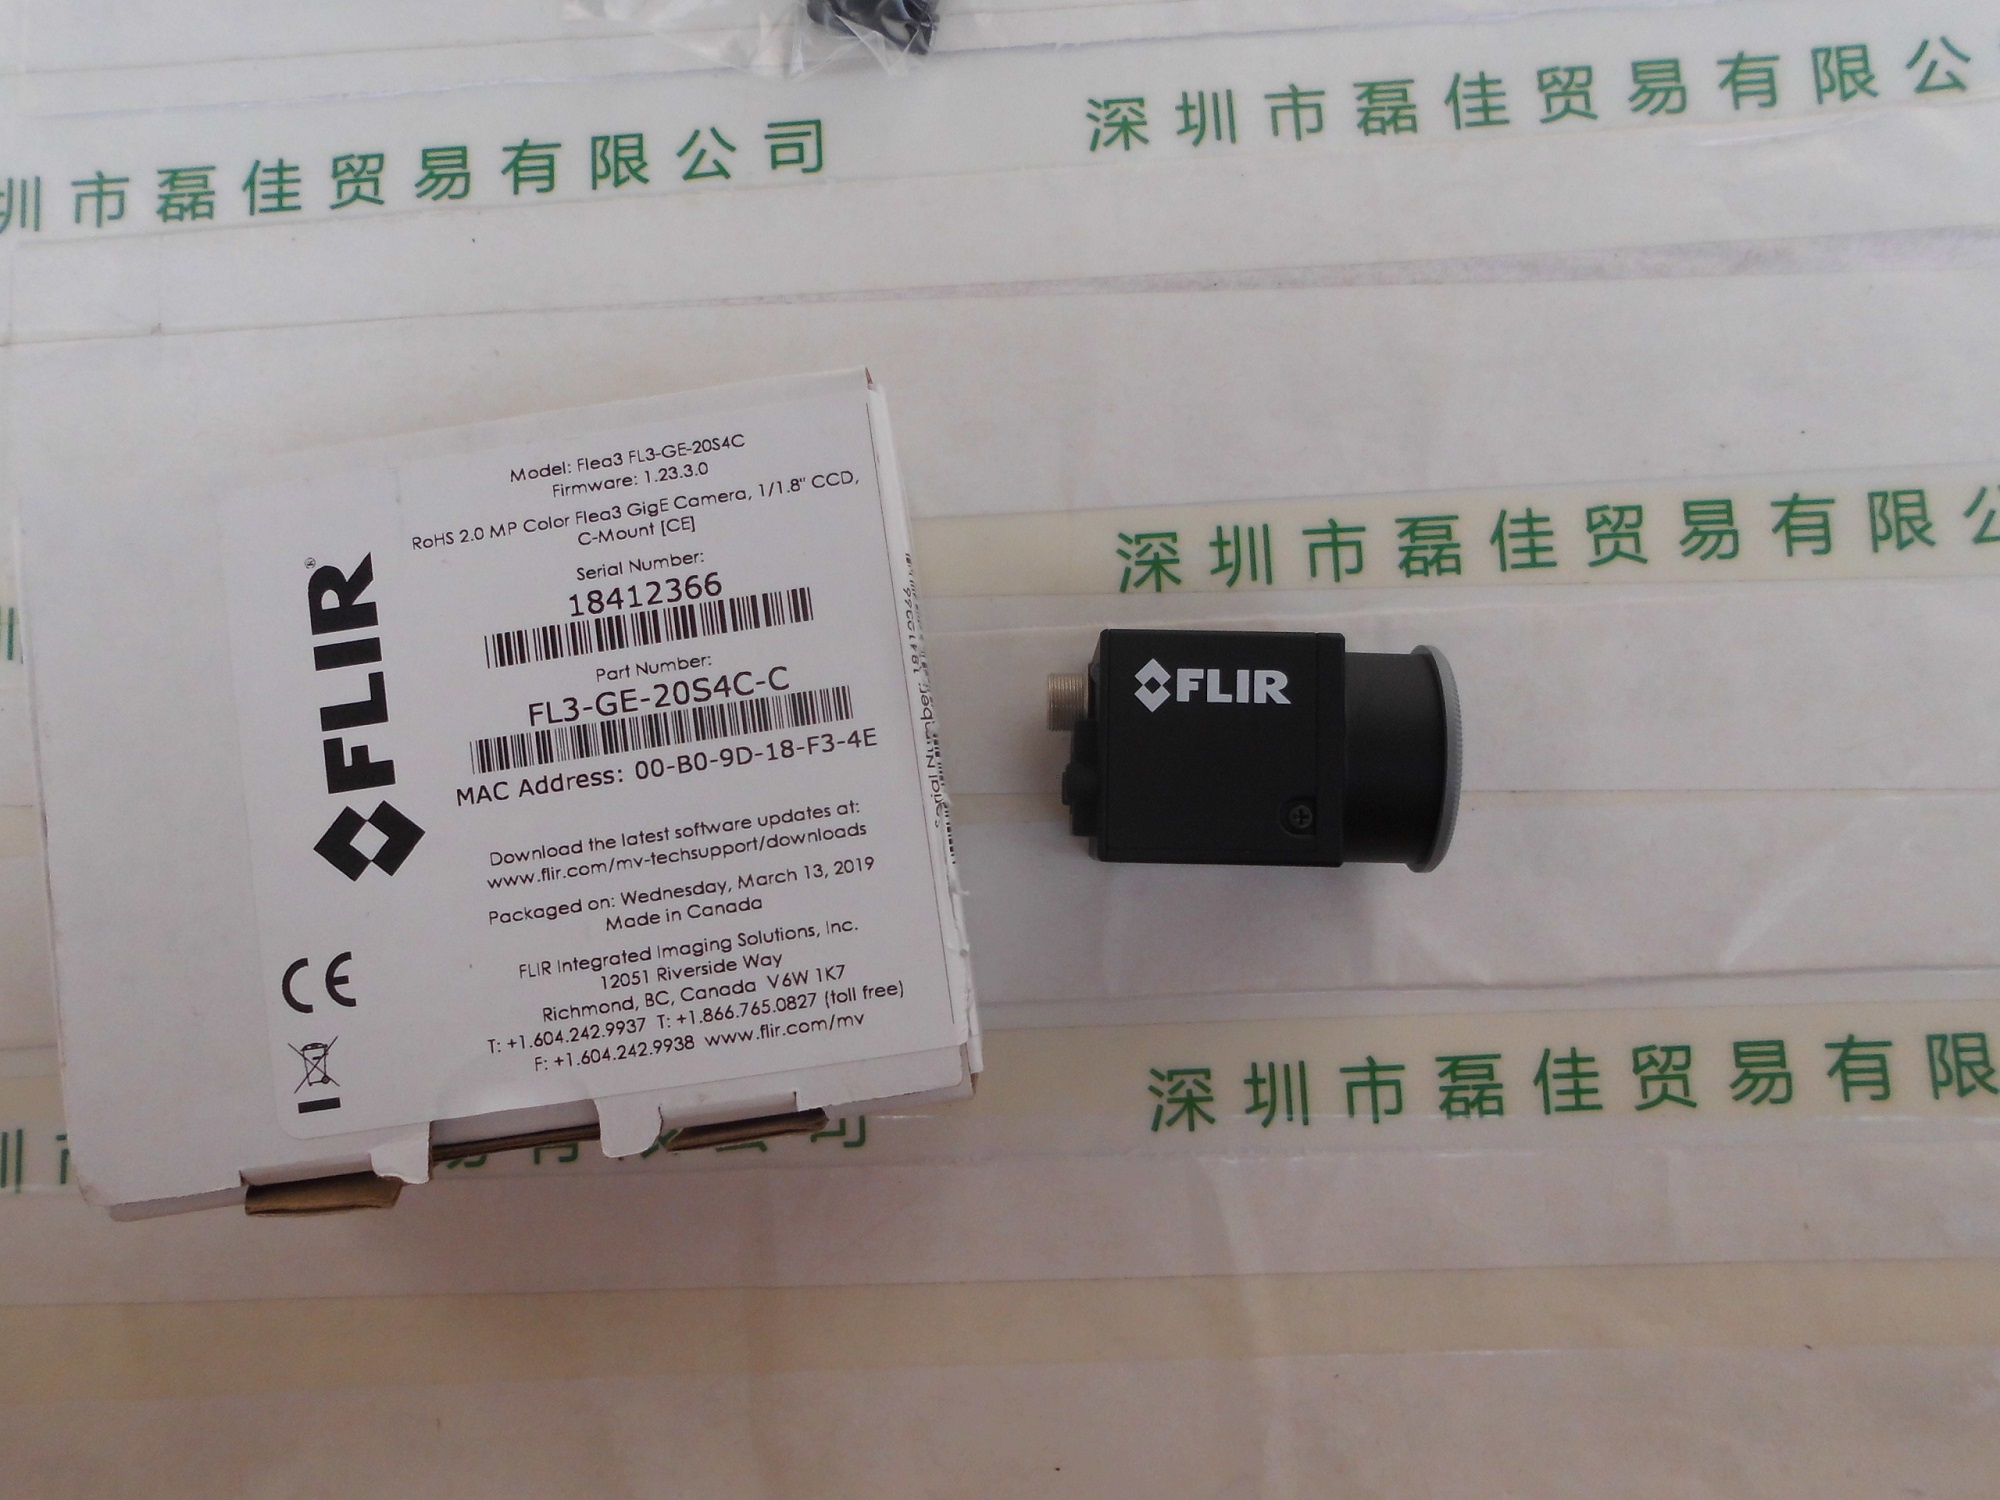 圳市磊佳贸易有限公司
深圳市磊佳贸易有限公
Model: Flea3 FL3-GE-20S4C
Firmware: 1.23.3.0
RoHS 2.0 MP Color Flea3 GigE Camera, 1/1.8" CCD,
C-Mount [CE]
Serial Number:
18412366
Part Number:
FL3-GE-20S4C-C
MAC Address: 00-B0-9D-18-F3-4E
Download the latest software updates at:
www.flir.com/mv-techsupport/downloads
Packaged on: Wednesday, March 13, 2019
Made in Canada
FLIR Integrated Imaging Solutions, Inc.
12051 Riverside Way
Richmond, BC, Canada V6W 1K7
T: +1.604.242.9937 T: +1.866.765.0827 (toll free)
F: +1.604.242.9938 www.flir.com/mv
FLIR®
CE
Serial Number: 18412366
深圳市磊佳贸易有限公
FLIR
深圳市磊佳贸易有限